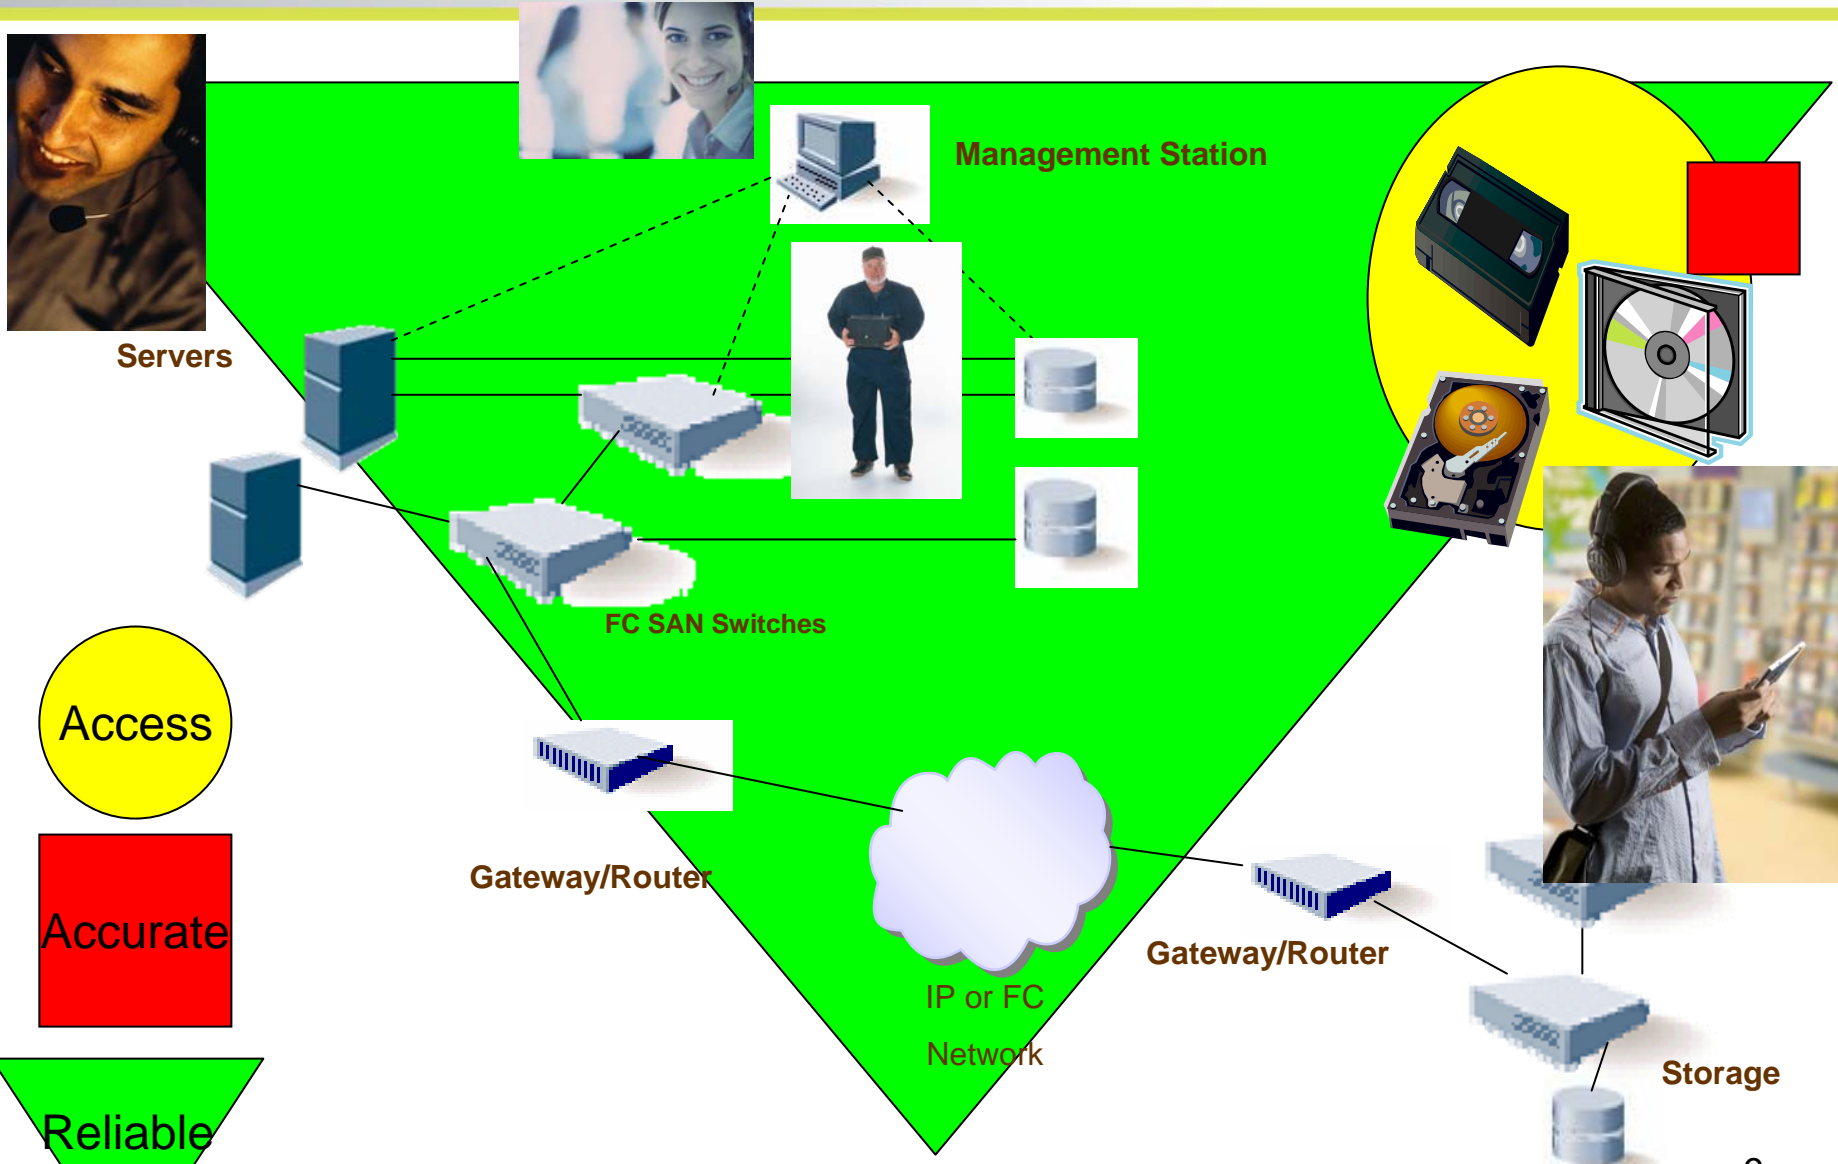 Management Station
Servers
FC SAN Switches
Access
Accurate
Gateway/Router
Gateway/Router
IP or FC
Network
Storage
Reliable